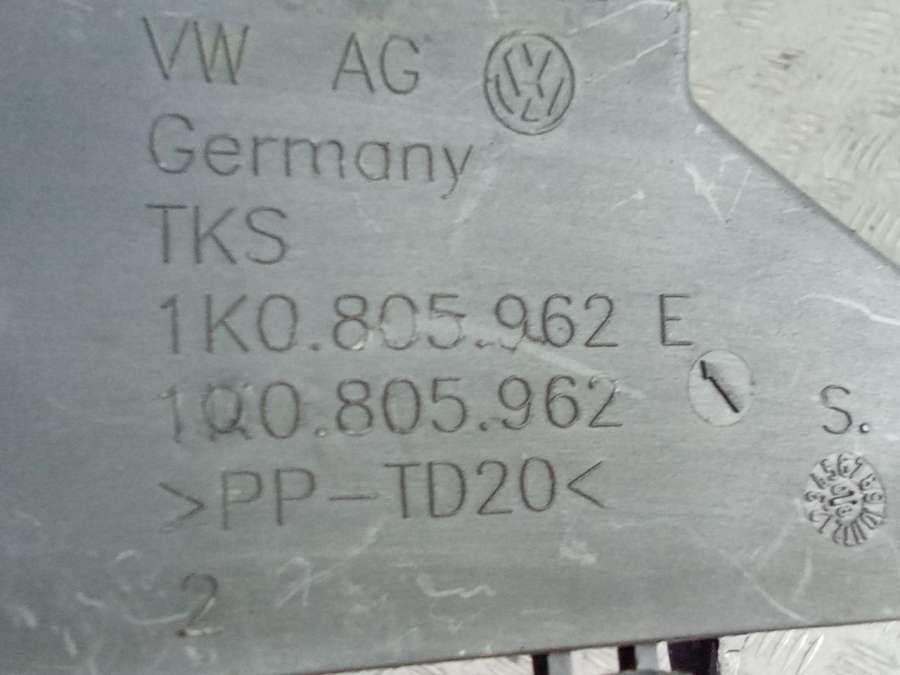 VW AG
Germany
TKS
1K0.805.962 E
1Q0.805.962
S.
>PP-TD20<
2